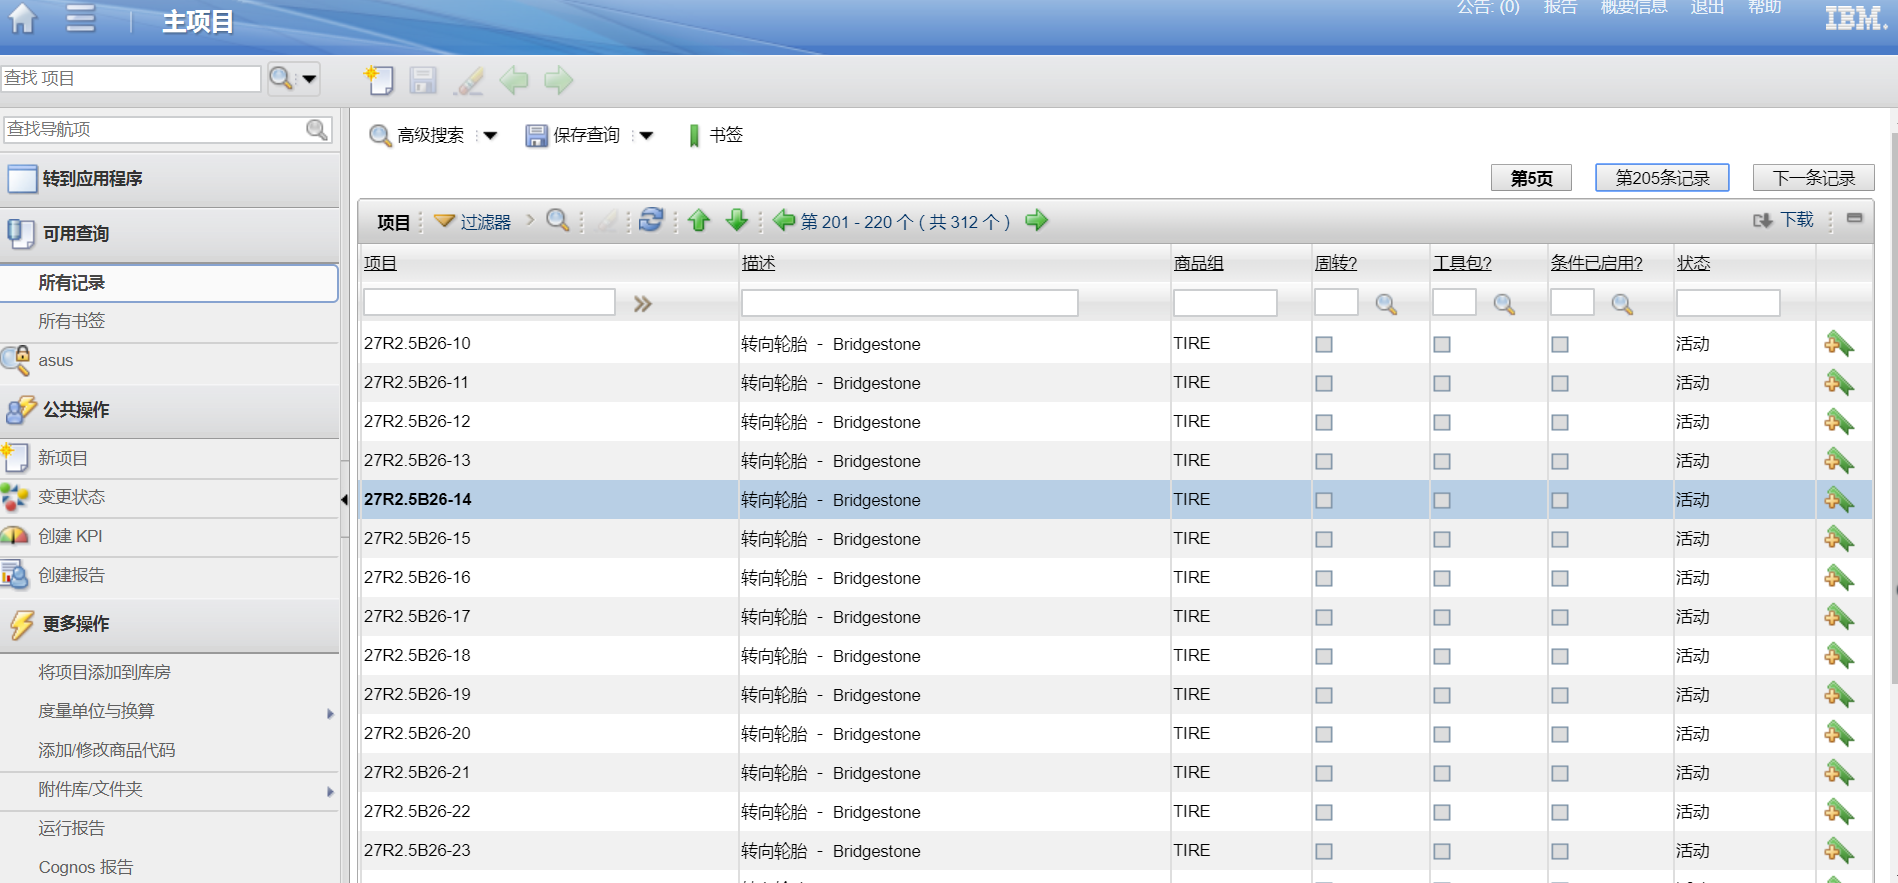 主项目
公告: (0) 报告 概要信息 退出 帮助
IBM.
查找 项目
查找导航项
转到应用程序
可用查询
所有记录
所有书签
asus
公共操作
新项目
变更状态
创建 KPI
创建报告
更多操作
将项目添加到库房
度量单位与换算
添加/修改商品代码
附件库/文件夹
运行报告
Cognos 报告
高级搜索 保存查询 书签
第5页 第205条记录 下一条记录
项目 过滤器 第 201 - 220 个 ( 共 312 个 ) 下载
项目 描述 商品组 周转? 工具包? 条件已启用? 状态
27R2.5B26-10 转向轮胎 - Bridgestone TIRE 活动
27R2.5B26-11 转向轮胎 - Bridgestone TIRE 活动
27R2.5B26-12 转向轮胎 - Bridgestone TIRE 活动
27R2.5B26-13 转向轮胎 - Bridgestone TIRE 活动
27R2.5B26-14 转向轮胎 - Bridgestone TIRE 活动
27R2.5B26-15 转向轮胎 - Bridgestone TIRE 活动
27R2.5B26-16 转向轮胎 - Bridgestone TIRE 活动
27R2.5B26-17 转向轮胎 - Bridgestone TIRE 活动
27R2.5B26-18 转向轮胎 - Bridgestone TIRE 活动
27R2.5B26-19 转向轮胎 - Bridgestone TIRE 活动
27R2.5B26-20 转向轮胎 - Bridgestone TIRE 活动
27R2.5B26-21 转向轮胎 - Bridgestone TIRE 活动
27R2.5B26-22 转向轮胎 - Bridgestone TIRE 活动
27R2.5B26-23 转向轮胎 - Bridgestone TIRE 活动